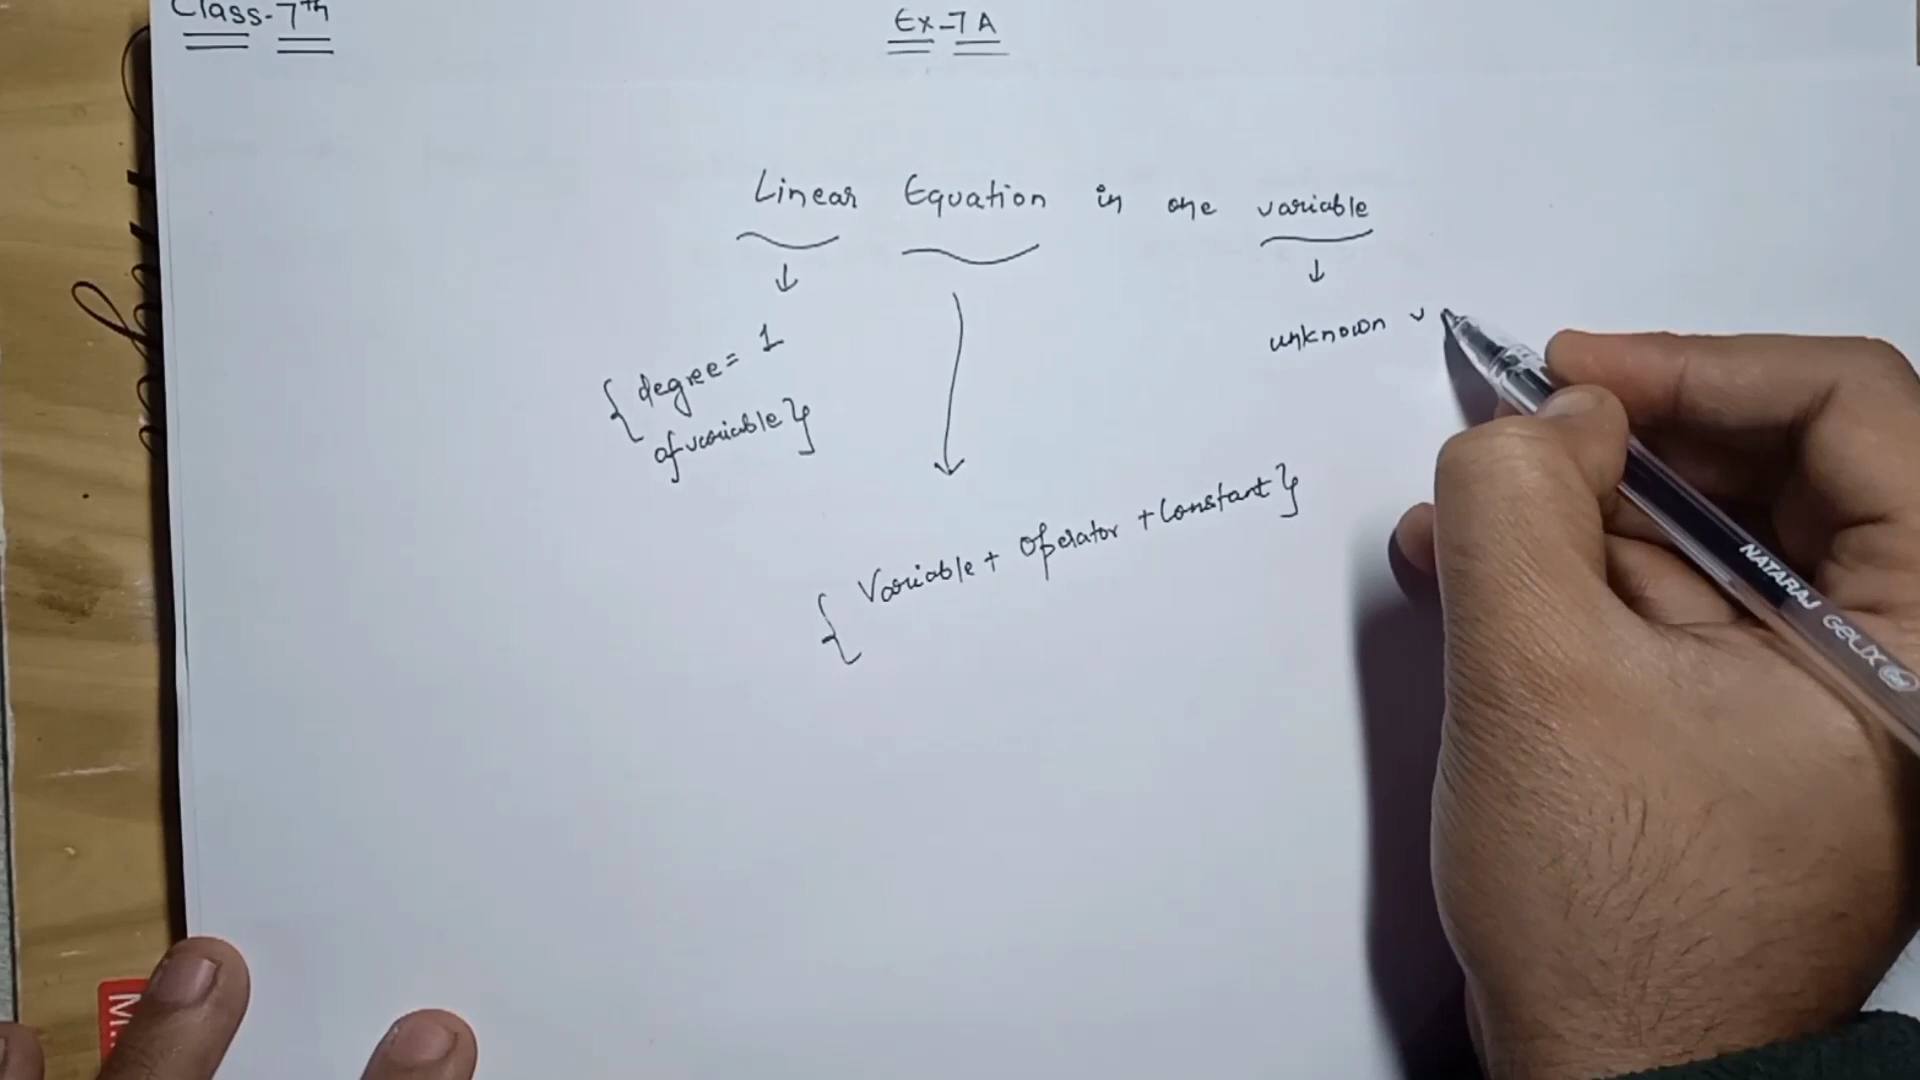 Class-7th
Ex-7A
Linear Equation in one variable
{degree = 1
of variable}
unknown v
{Variable + operator + Constant}
NATARAJ GELIX